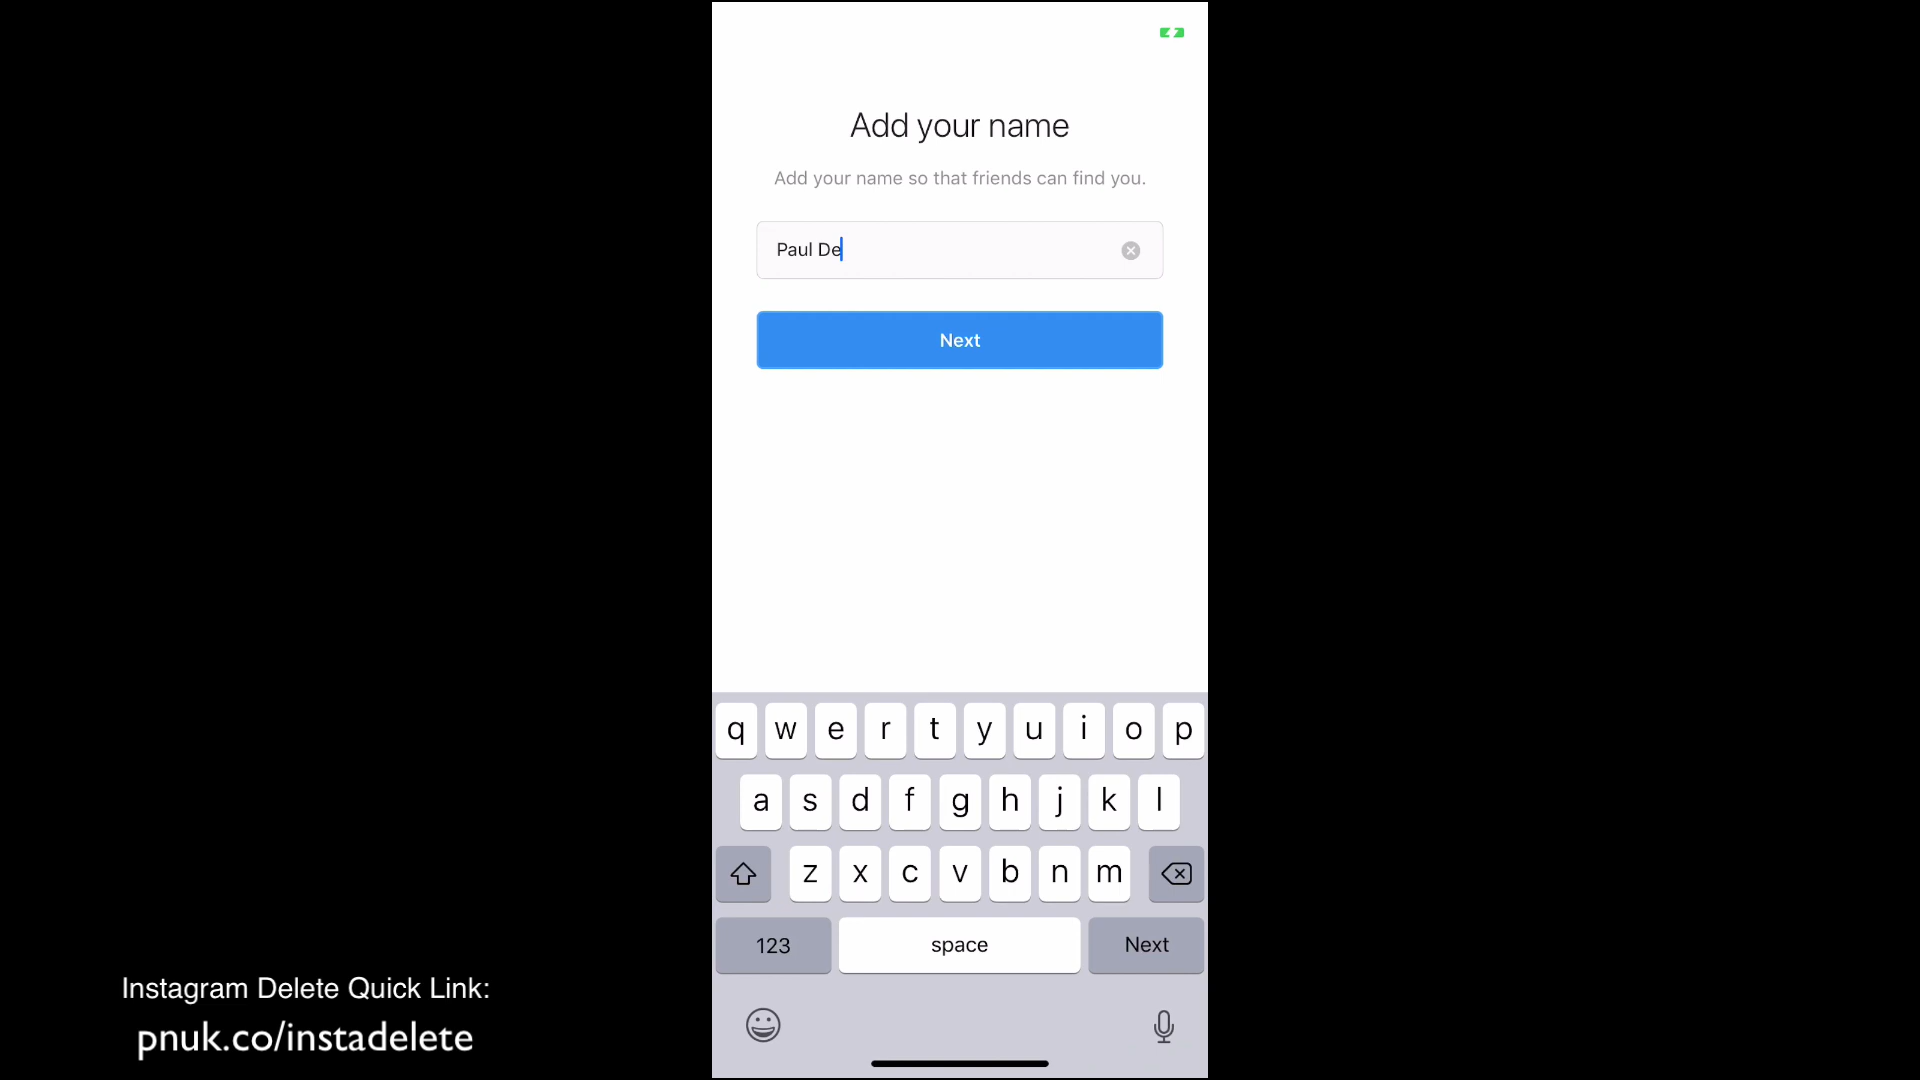 Add your name
Add your name so that friends can find you.
Paul De
Next
q w e r t y u i o p
a s d f g h j k l
z x c v b n m
123 space Next
Instagram Delete Quick Link:
pnuk.co/instadelete